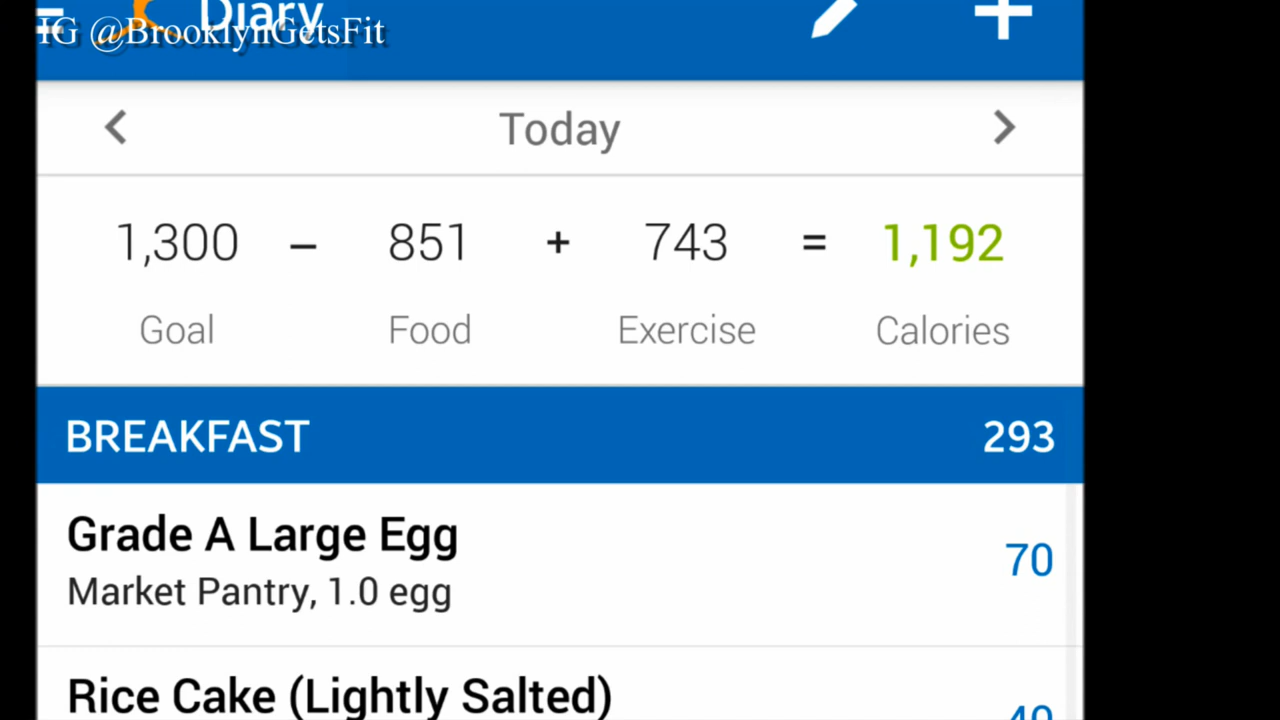 Diary
IG @BrooklynGetsFit
Today
1,300 – 851 + 743 = 1,192
Goal Food Exercise Calories
BREAKFAST 293
Grade A Large Egg
70
Market Pantry, 1.0 egg
Rice Cake (Lightly Salted)
40